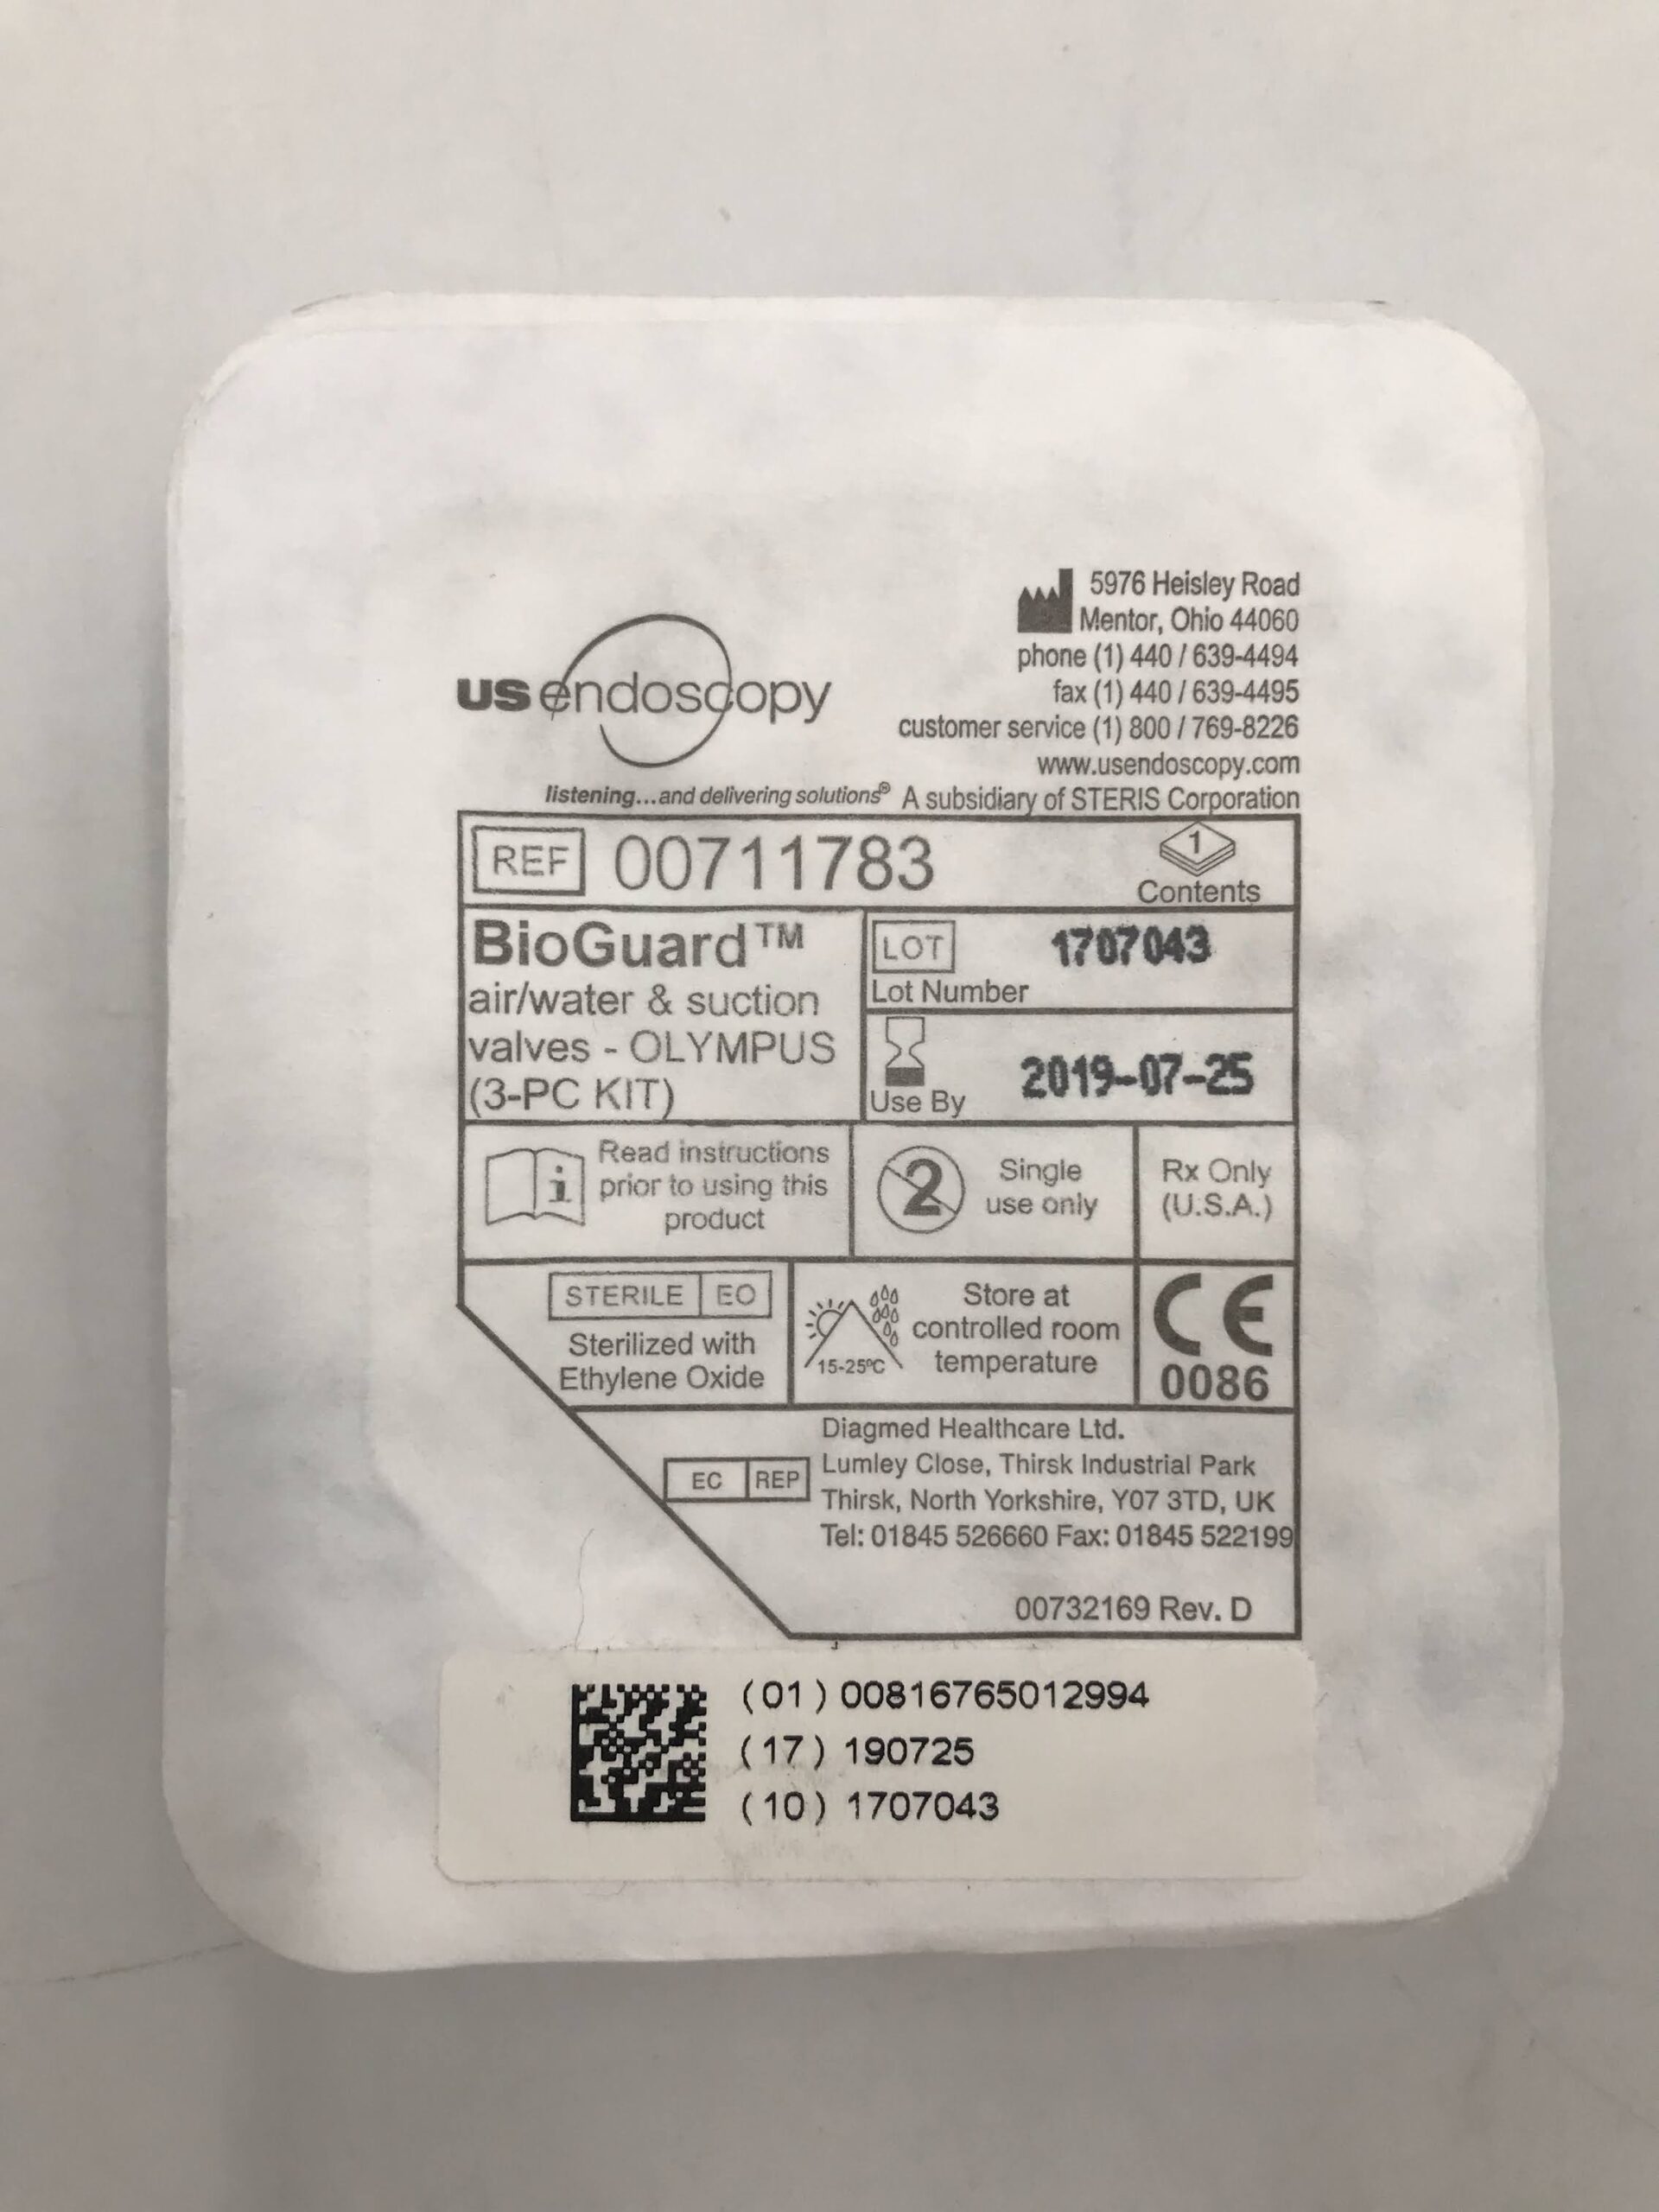 5976 Heisley Road
Mentor, Ohio 44060
phone (1) 440 / 639-4494
fax (1) 440 / 639-4495
customer service (1) 800 / 769-8226
www.usendoscopy.com
us endoscopy
listening...and delivering solutions® A subsidiary of STERIS Corporation
REF 00711783
1
Contents
BioGuard™
air/water & suction
valves - OLYMPUS
(3-PC KIT)
LOT 1707043
Lot Number
2019-07-25
Use By
i
Read instructions
prior to using this
product
2
Single
use only
Rx Only
(U.S.A.)
STERILE EO
Sterilized with
Ethylene Oxide
15-25ºC
Store at
controlled room
temperature
CE
0086
EC REP
Diagmed Healthcare Ltd.
Lumley Close, Thirsk Industrial Park
Thirsk, North Yorkshire, Y07 3TD, UK
Tel: 01845 526660 Fax: 01845 522199
00732169 Rev. D
(01) 00816765012994
(17) 190725
(10) 1707043